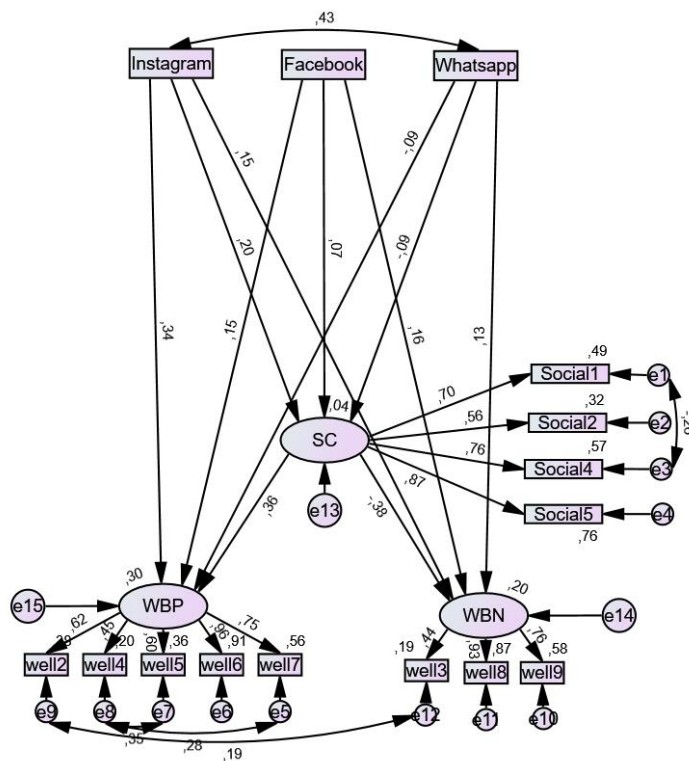 ,43
Instagram
Facebook
Whatsapp
,15
-,09
,20
,07
-,09
,34
,15
,16
,13
,49
Social1
e1
,70
,32
,04
,56
Social2
e2
SC
,57
,76
Social4
e3
,87
Social5
e4
,76
,36
e13
-,38
,30
,20
e15
WBP
WBN
e14
,62
,45
,20
,60
,36
,96
,91
,75
,56
,19
,44
,93
,87
,76
,58
well2
well4
well5
well6
well7
well3
well8
well9
e9
e8
e7
e6
e5
e12
e11
e10
,35
,28
,19